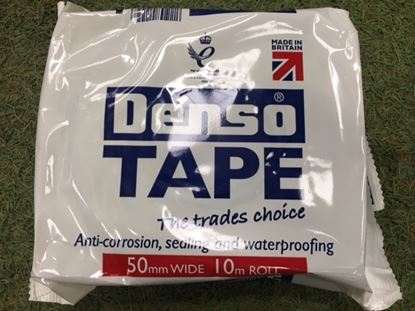 MADE IN
BRITAIN
Denso®
TAPE
The trades choice
Anti-corrosion, sealing and waterproofing
50mm WIDE 10m ROLL